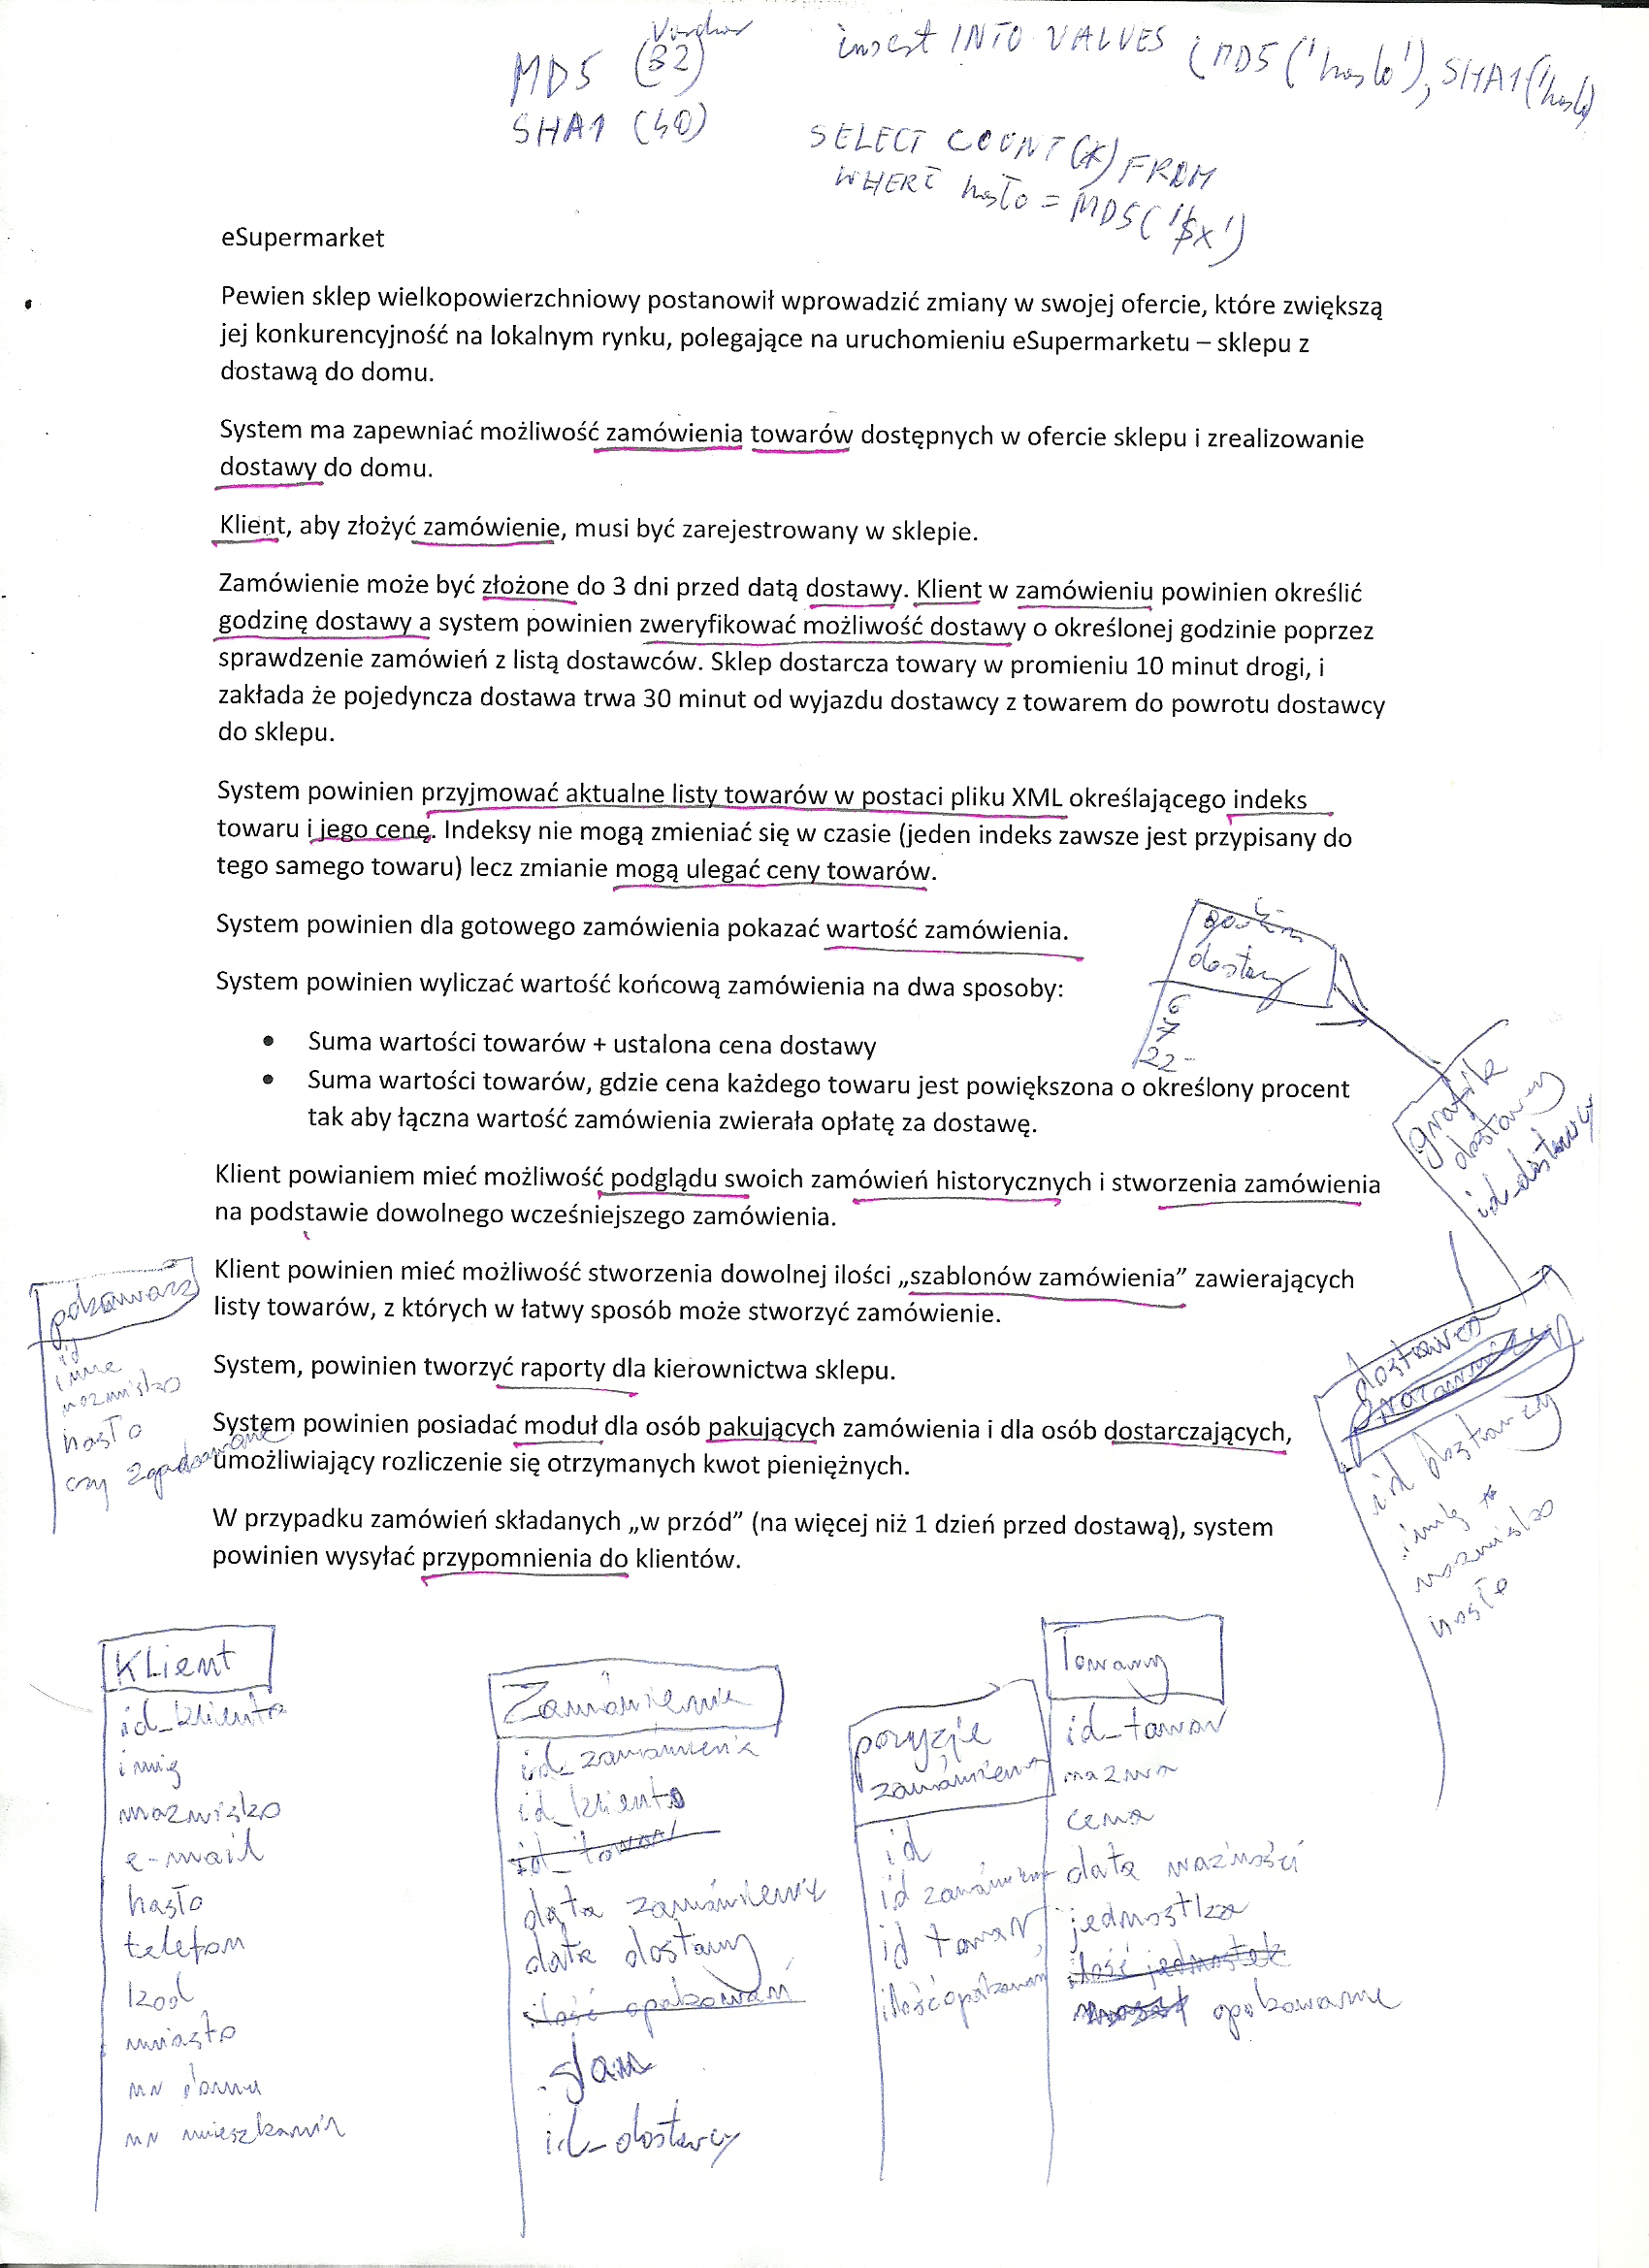 Varchar
MD5 (32)
SHA1 (40)
insert INTO VALUES (MD5('hasło'), SHA1('hasło
SELECT COUNT(*) FROM
WHERE hasło = MD5('$x')
eSupermarket
Pewien sklep wielkopowierzchniowy postanowił wprowadzić zmiany w swojej ofercie, które zwiększą
jej konkurencyjność na lokalnym rynku, polegające na uruchomieniu eSupermarketu – sklepu z
dostawą do domu.
System ma zapewniać możliwość zamówienia towarów dostępnych w ofercie sklepu i zrealizowanie
dostawy do domu.
Klient, aby złożyć zamówienie, musi być zarejestrowany w sklepie.
Zamówienie może być złożone do 3 dni przed datą dostawy. Klient w zamówieniu powinien określić
godzinę dostawy a system powinien zweryfikować możliwość dostawy o określonej godzinie poprzez
sprawdzenie zamówień z listą dostawców. Sklep dostarcza towary w promieniu 10 minut drogi, i
zakłada że pojedyncza dostawa trwa 30 minut od wyjazdu dostawcy z towarem do powrotu dostawcy
do sklepu.
System powinien przyjmować aktualne listy towarów w postaci pliku XML określającego indeks
towaru i jego cenę. Indeksy nie mogą zmieniać się w czasie (jeden indeks zawsze jest przypisany do
tego samego towaru) lecz zmianie mogą ulegać ceny towarów.
System powinien dla gotowego zamówienia pokazać wartość zamówienia.
System powinien wyliczać wartość końcową zamówienia na dwa sposoby:
• Suma wartości towarów + ustalona cena dostawy
• Suma wartości towarów, gdzie cena każdego towaru jest powiększona o określony procent
tak aby łączna wartość zamówienia zwierała opłatę za dostawę.
Klient powianiem mieć możliwość podglądu swoich zamówień historycznych i stworzenia zamówienia
na podstawie dowolnego wcześniejszego zamówienia.
Klient powinien mieć możliwość stworzenia dowolnej ilości „szablonów zamówienia” zawierających
listy towarów, z których w łatwy sposób może stworzyć zamówienie.
System, powinien tworzyć raporty dla kierownictwa sklepu.
System powinien posiadać moduł dla osób pakujących zamówienia i dla osób dostarczających,
umożliwiający rozliczenie się otrzymanych kwot pieniężnych.
W przypadku zamówień składanych „w przód” (na więcej niż 1 dzień przed dostawą), system
powinien wysyłać przypomnienia do klientów.
dostawy
6
7
22-
grafik
dostawy
id_dostawcy
dostawca
id dostawcy
imię
nazwisko
hasło
id
imie
nazwisko
hasło
czy
Klient
id_klienta
imię
nazwisko
e-mail
hasło
telefon
kod
miasto
nr domu
nr mieszkania
Zamówienie
id_zamówienia
id_klienta
id_towar
data zamówienia
data dostawy
ilość opakowań
stan
id_dostawcy
pozycje
zamówienia
id
id zamówienia
id towar
ilość opakowań
Towary
id_towar
nazwa
cena
data ważności
jednostka
ilość jednostek
opakowanie